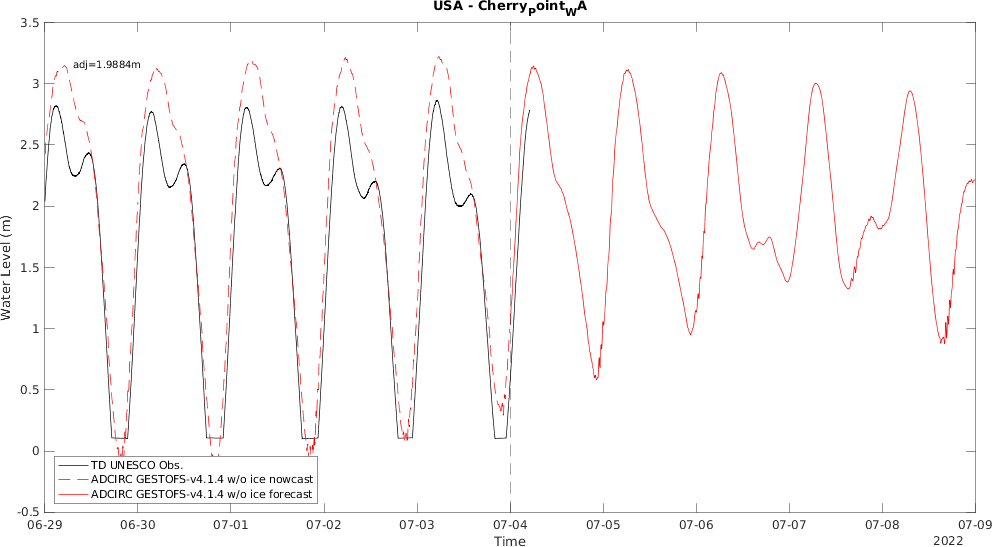 USA - CherryPointWA
adj=1.9884m
3.5
3
2.5
2
1.5
1
0.5
0
-0.5
Water Level (m)
TD UNESCO Obs.
ADCIRC GESTOFS-v4.1.4 w/o ice nowcast
ADCIRC GESTOFS-v4.1.4 w/o ice forecast
06-29 06-30 07-01 07-02 07-03 07-04 07-05 07-06 07-07 07-08 07-09
Time
2022